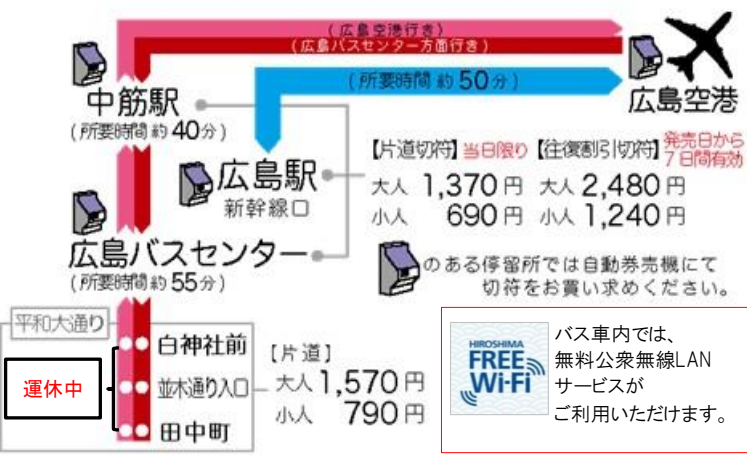 (広島空港行き)
(広島バスセンター方面行き)
(所要時間 約50分)
広島空港
中筋駅
(所要時間 約40分)
広島駅
新幹線口
【片道切符】当日限り
大人 1,370円
小人 690円
【往復割引切符】発売日から
7日間有効
大人 2,480円
小人 1,240円
広島バスセンター
(所要時間 約55分)
のある停留所では自動券売機にて
切符をお買い求めください。
平和大通り
運休中
白神社前
並木通り入口
田中町
【片道】
大人 1,570円
小人 790円
HIROSHIMA
FREE
Wi-Fi
バス車内では、
無料公衆無線LAN
サービスが
ご利用いただけます。